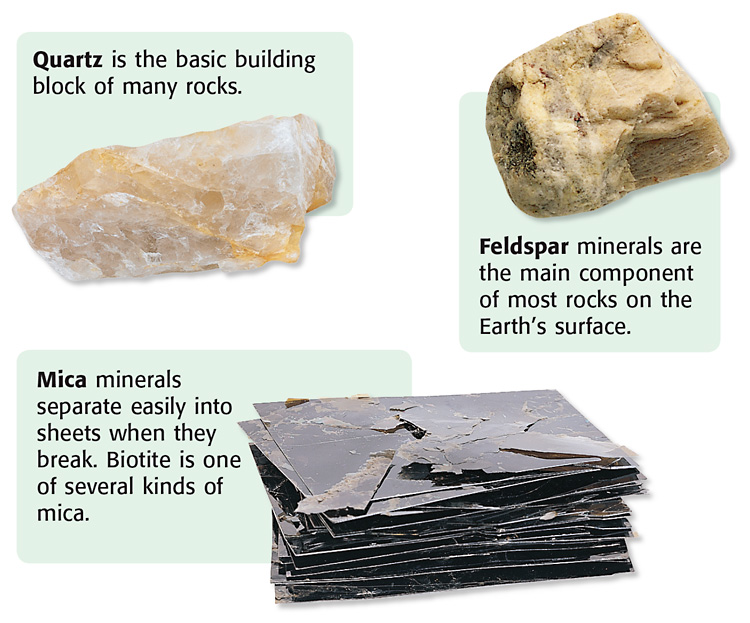 Quartz is the basic building
block of many rocks.
Feldspar minerals are
the main component
of most rocks on the
Earth’s surface.
Mica minerals
separate easily into
sheets when they
break. Biotite is one
of several kinds of
mica.